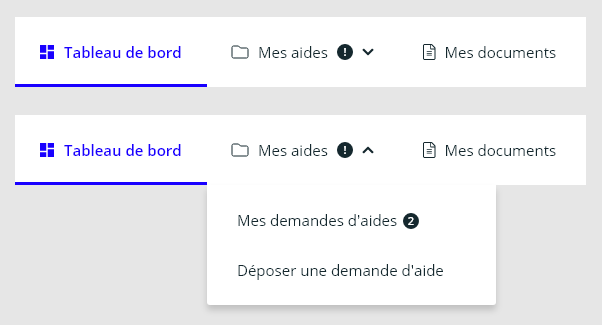 Tableau de bord Mes aides ! Mes documents
Tableau de bord Mes aides ! Mes documents
Mes demandes d'aides 2
Déposer une demande d'aide